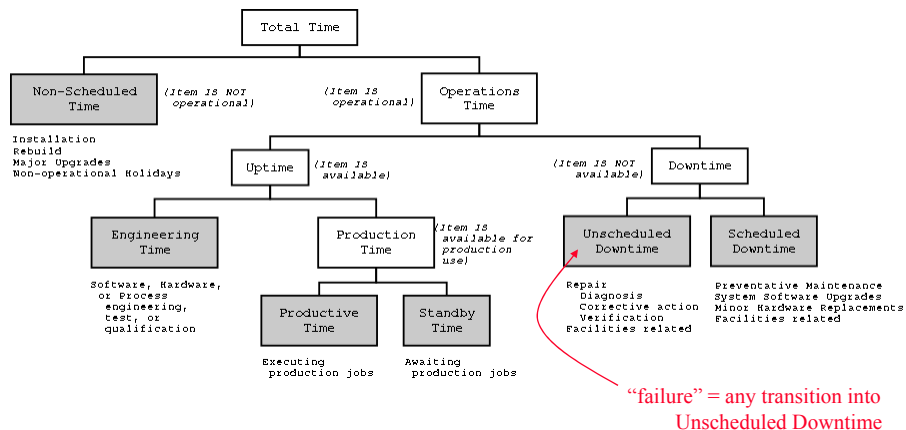 Total Time
Non-Scheduled
Time
(Item IS NOT
operational)
(Item IS
operational)
Operations
Time
Installation
Rebuild
Major Upgrades
Non-operational Holidays
Uptime
(Item IS
available)
(Item IS NOT
available)
Downtime
Engineering
Time
Production
Time
(Item IS
available for
production
use)
Unscheduled
Downtime
Scheduled
Downtime
Software, Hardware,
or Process
engineering,
test, or
qualification
Productive
Time
Standby
Time
Repair
Diagnosis
Corrective action
Verification
Facilities related
Preventative Maintenance
System Software Upgrades
Minor Hardware Replacements
Facilities related
Executing
production jobs
Awaiting
production jobs
“failure” = any transition into
Unscheduled Downtime